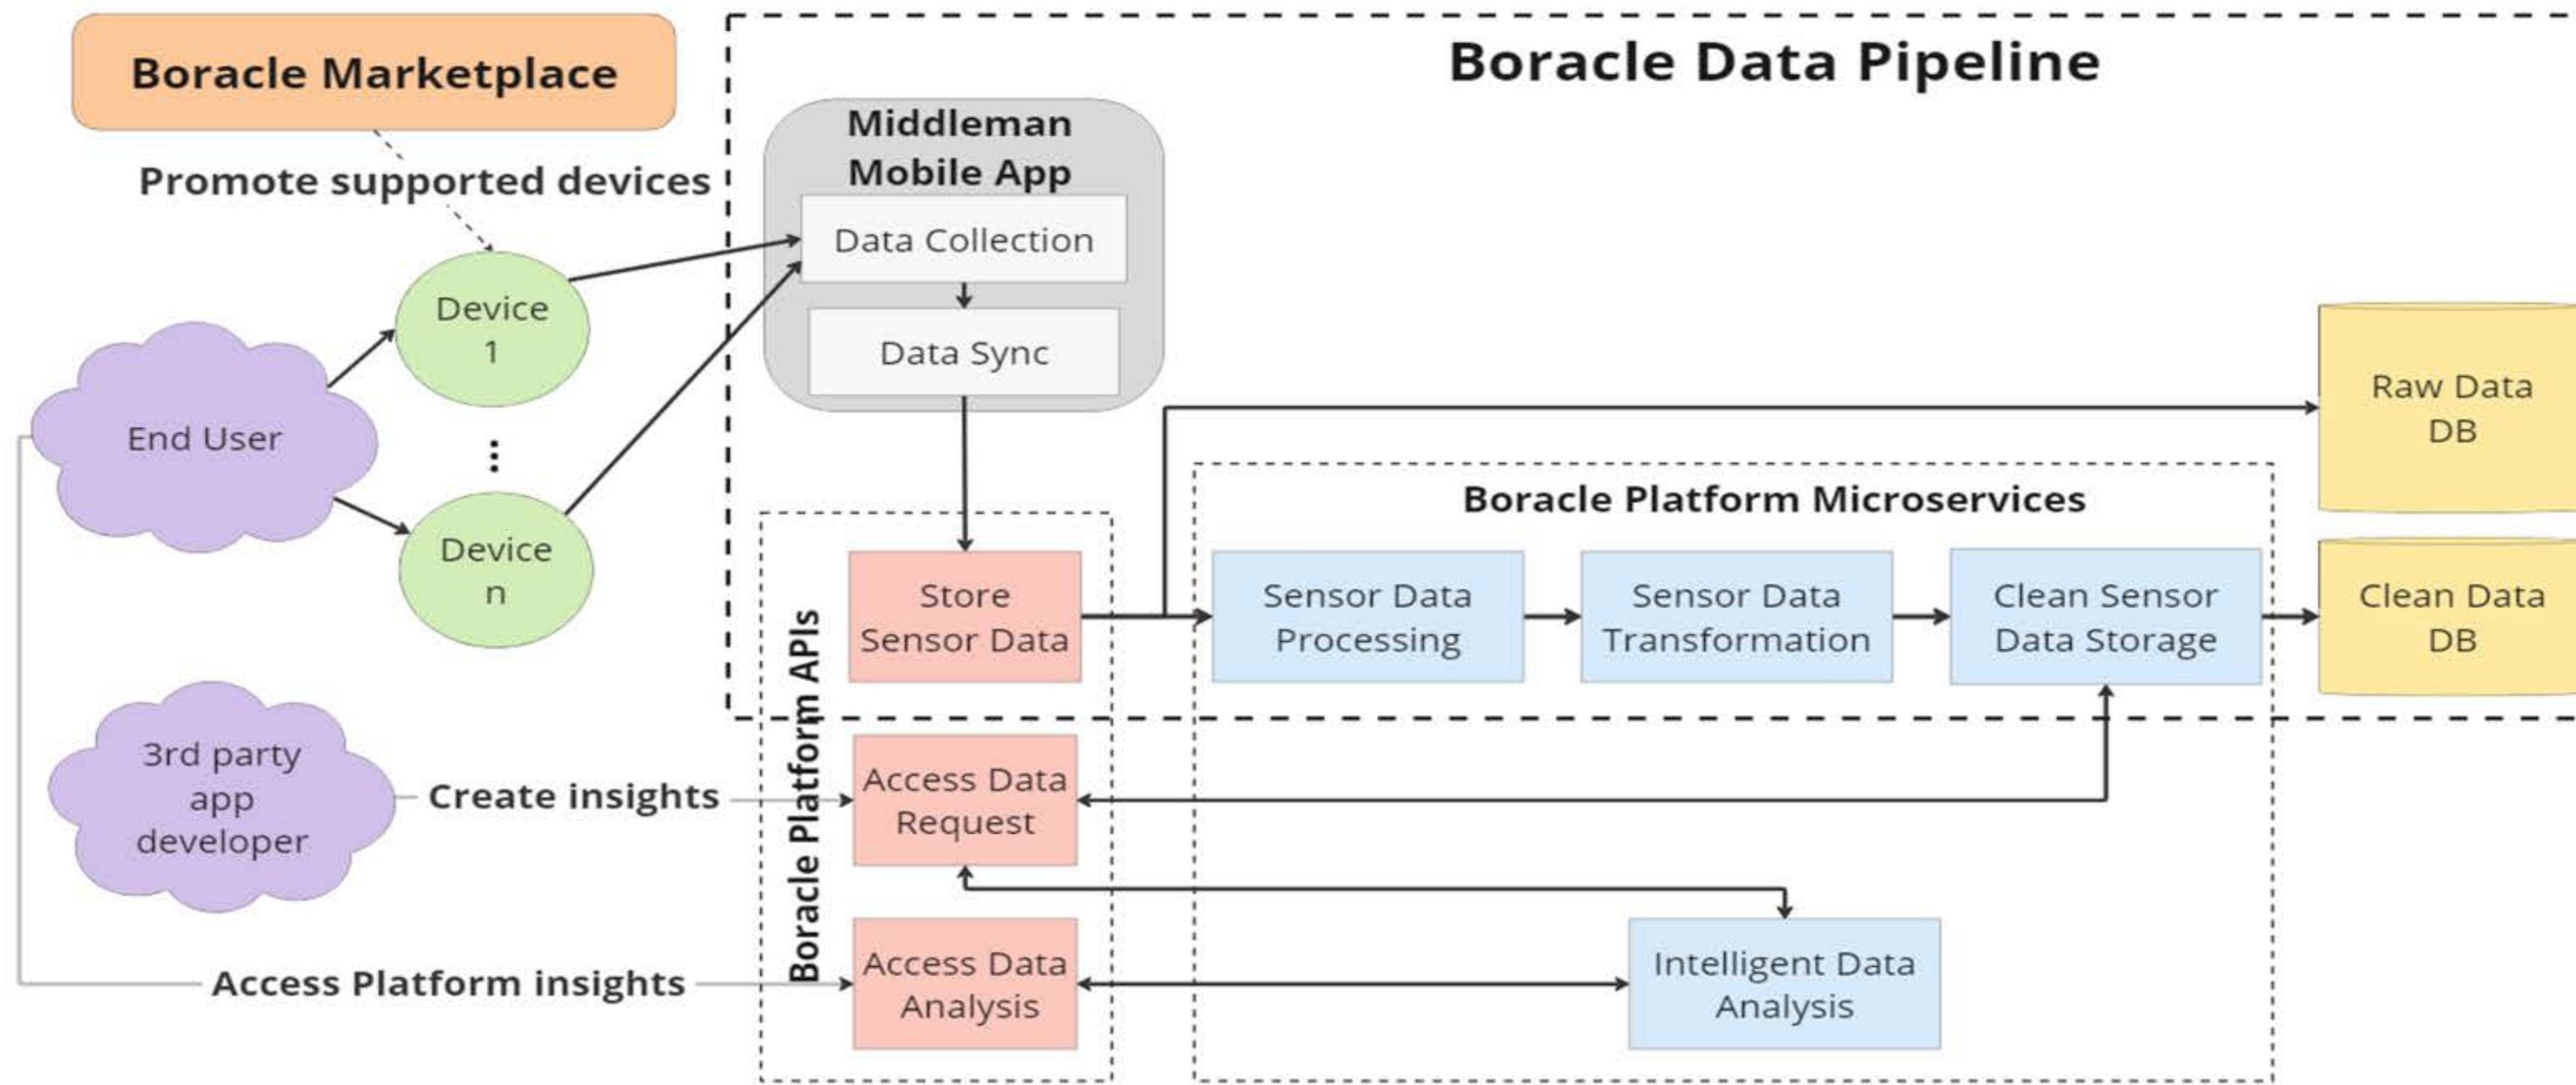 Boracle Marketplace
Boracle Data Pipeline
Promote supported devices
Middleman
Mobile App
Data Collection
Data Sync
Device
1
End User
⋮
Device
n
Raw Data
DB
Boracle Platform Microservices
Boracle Platform APIs
Store
Sensor Data
Sensor Data
Processing
Sensor Data
Transformation
Clean Sensor
Data Storage
Clean Data
DB
3rd party
app
developer
Create insights
Access Data
Request
Access Platform insights
Access Data
Analysis
Intelligent Data
Analysis